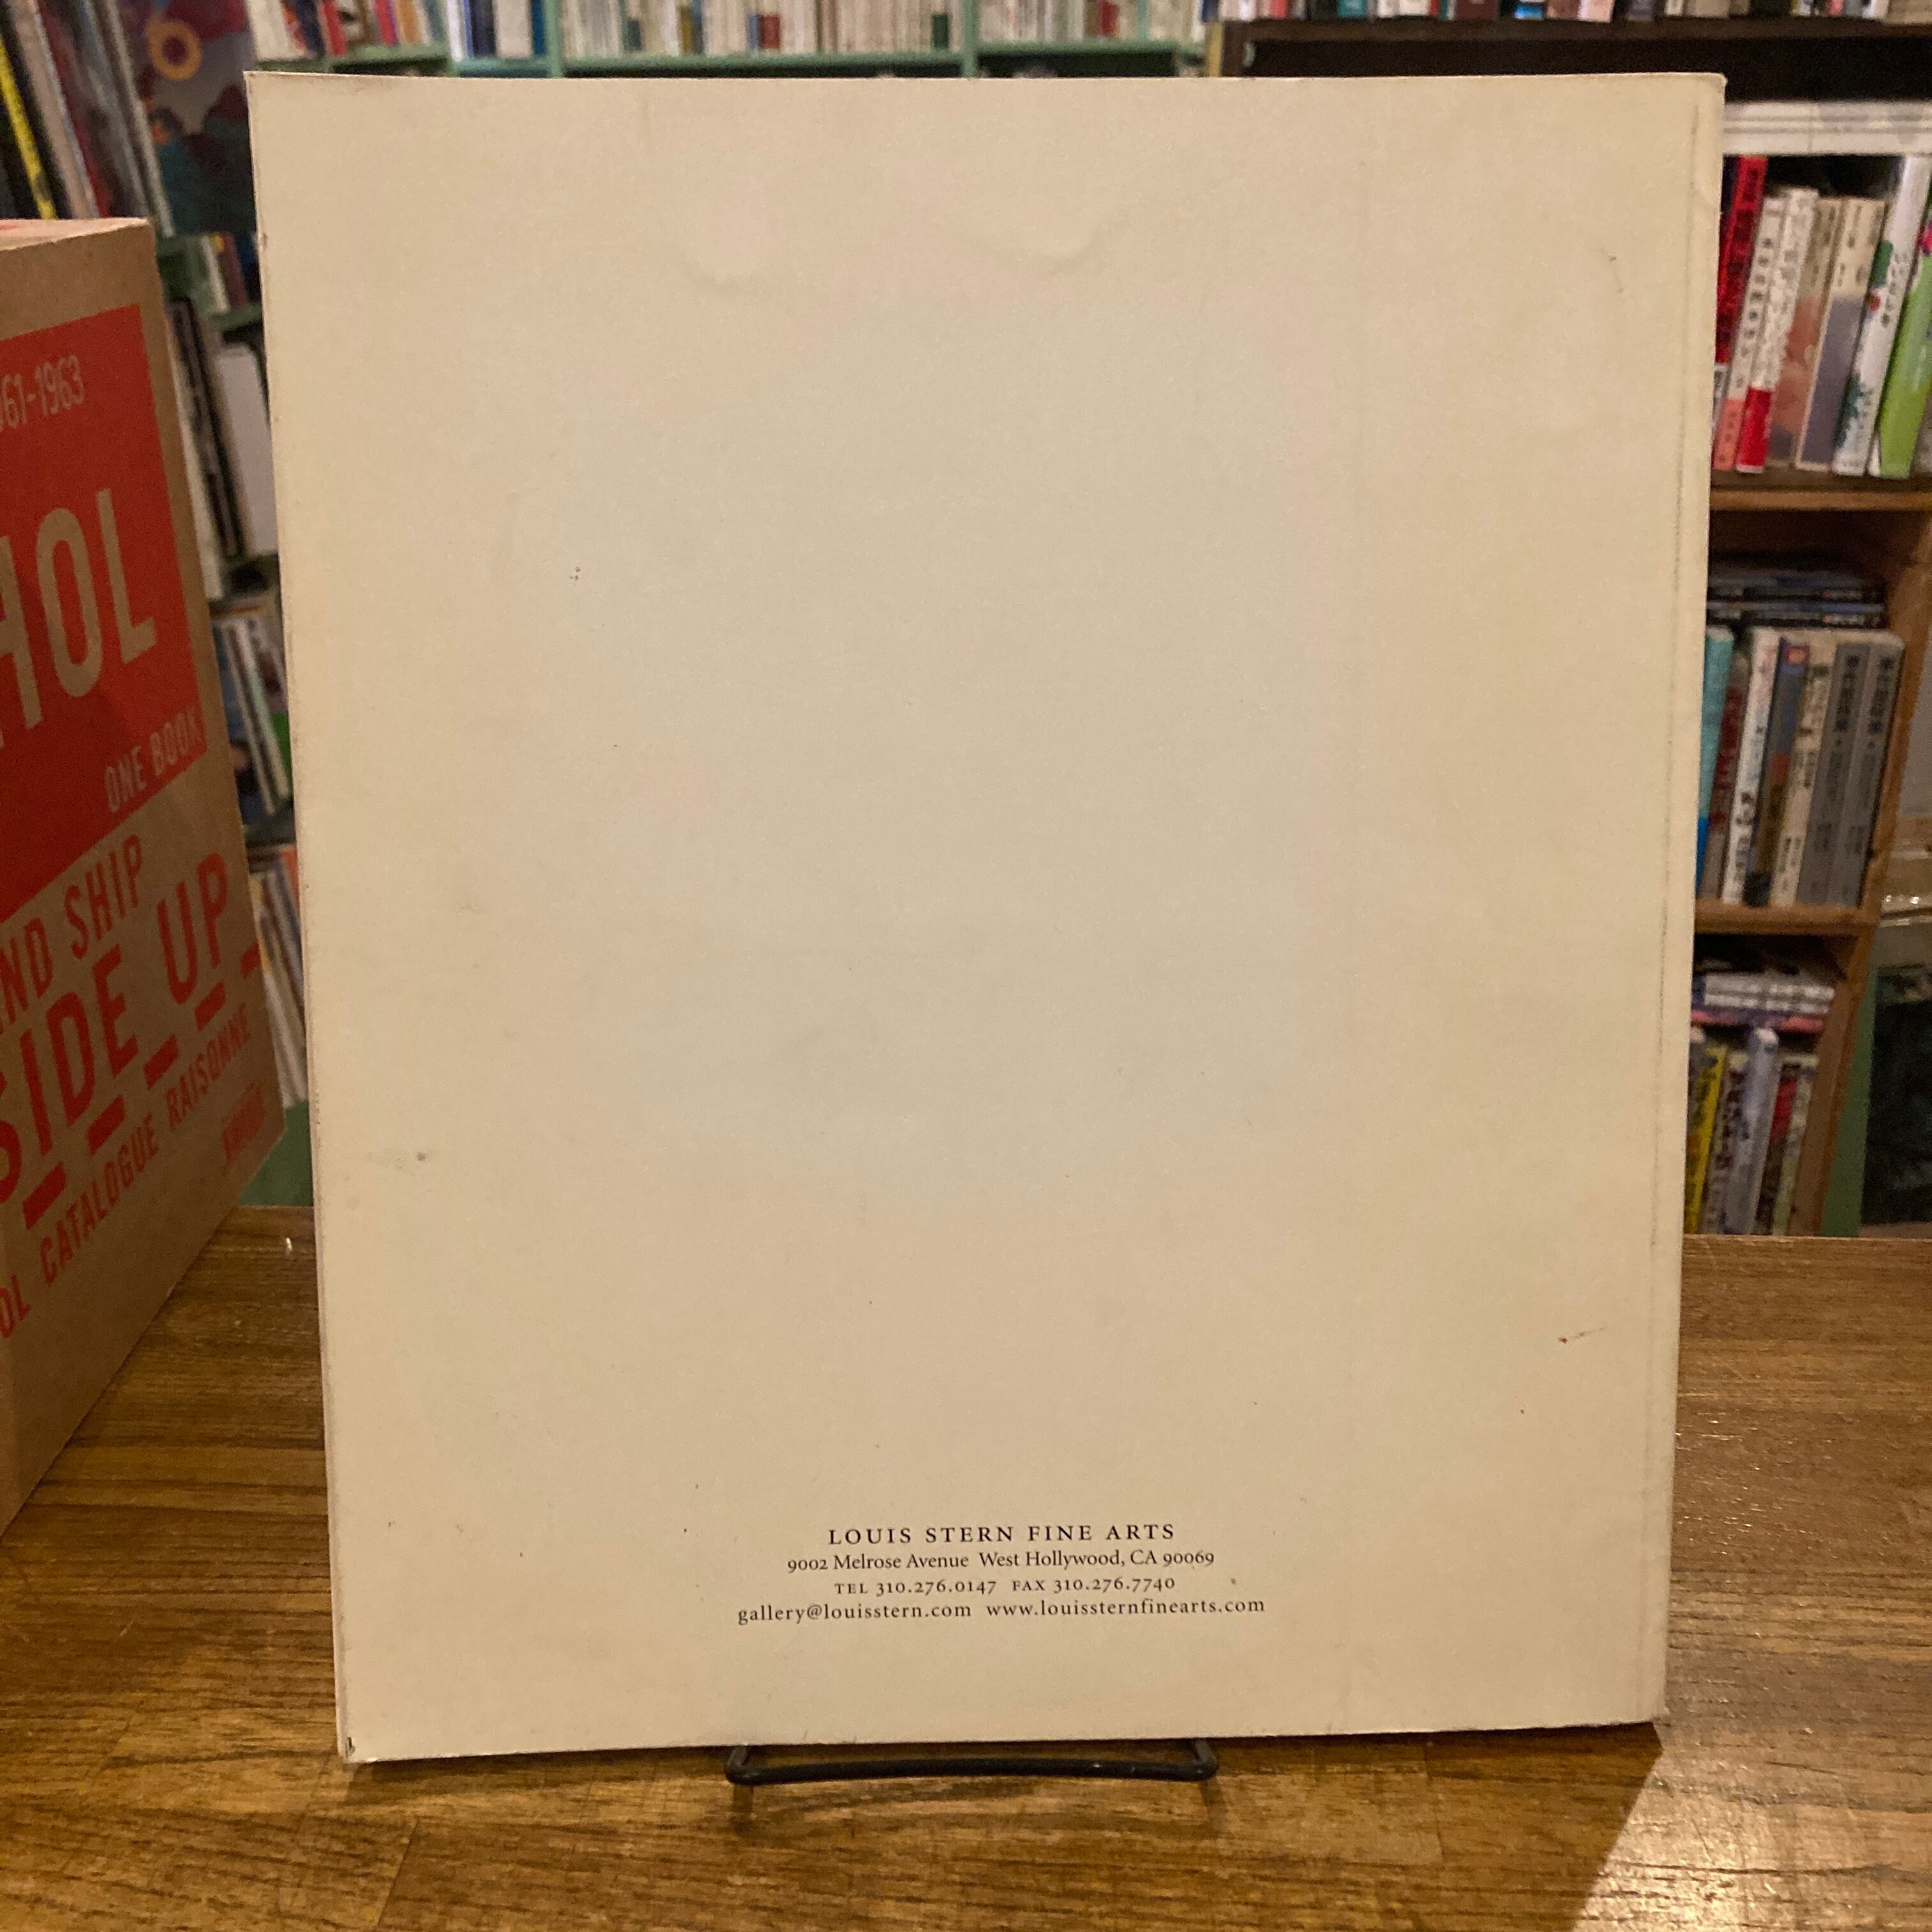 61-1963
HOL
ONE BOOK
ND SHIP
SIDE UP
OL CATALOGUE RAISONNE
LOUIS STERN FINE ARTS
9002 Melrose Avenue West Hollywood, CA 90069
TEL 310.276.0147 FAX 310.276.7740
gallery@louisstern.com www.louissternfinearts.com